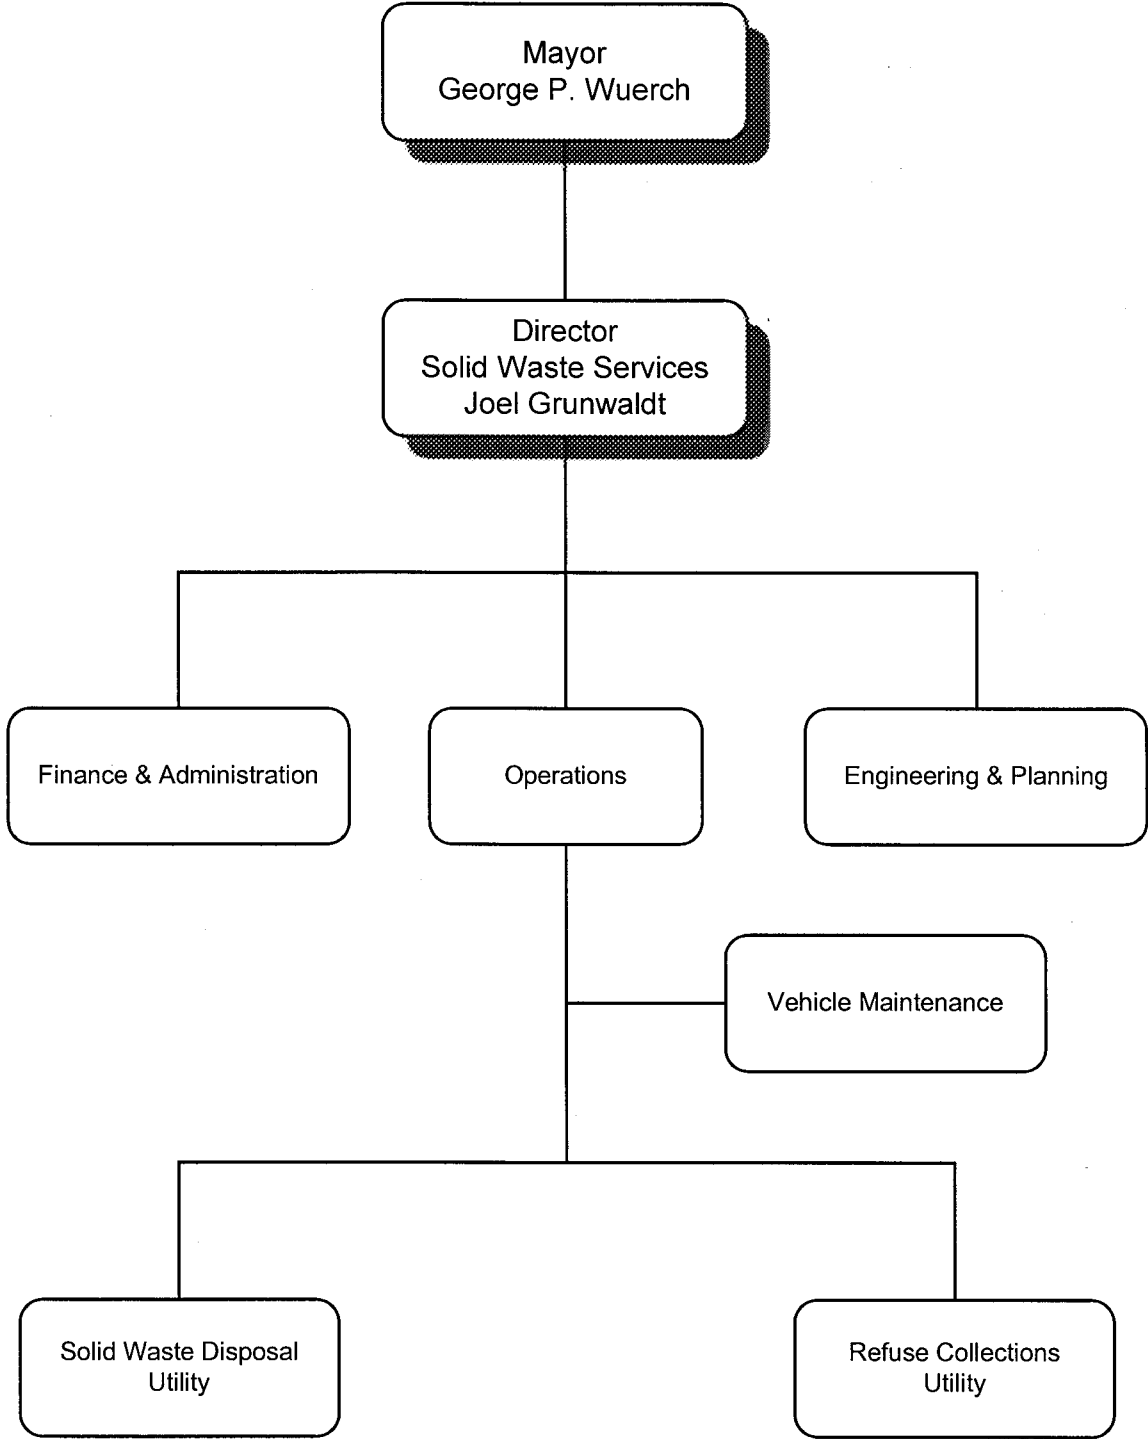 Mayor
George P. Wuerch
Director
Solid Waste Services
Joel Grunwaldt
Finance & Administration
Operations
Engineering & Planning
Vehicle Maintenance
Solid Waste Disposal
Utility
Refuse Collections
Utility